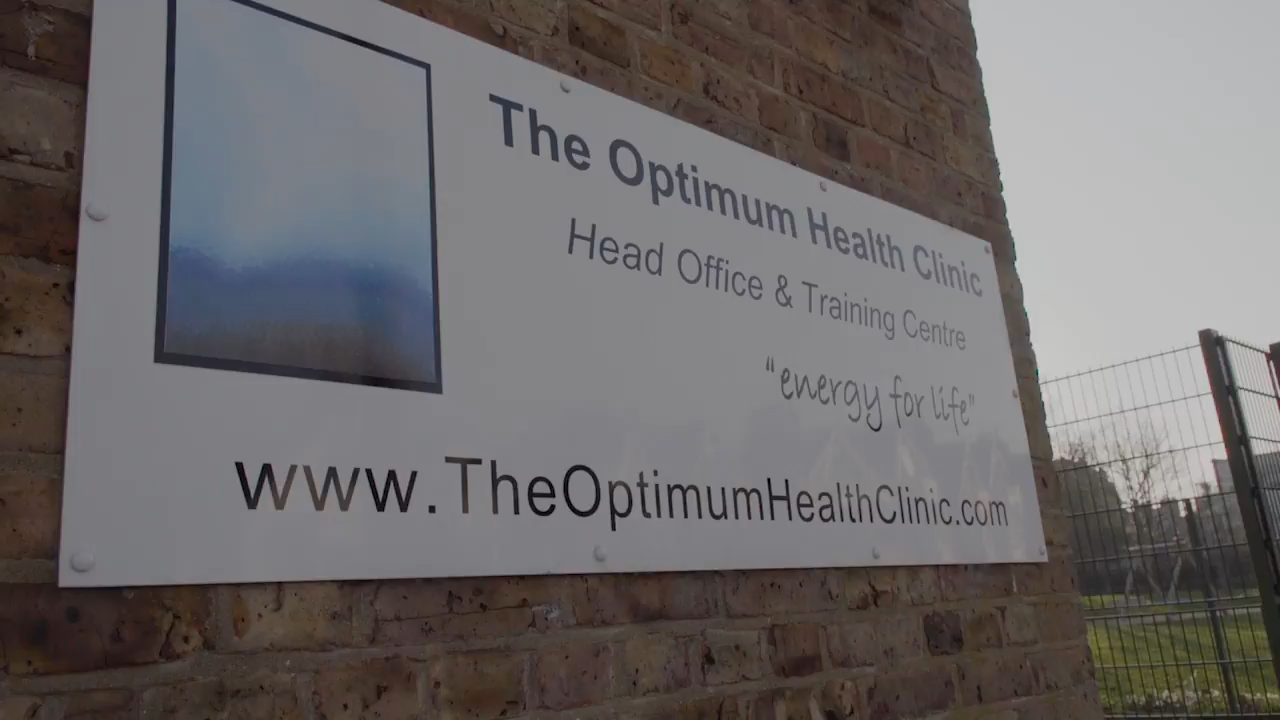 The Optimum Health Clinic
Head Office & Training Centre
"energy for life"
www.TheOptimumHealthClinic.com